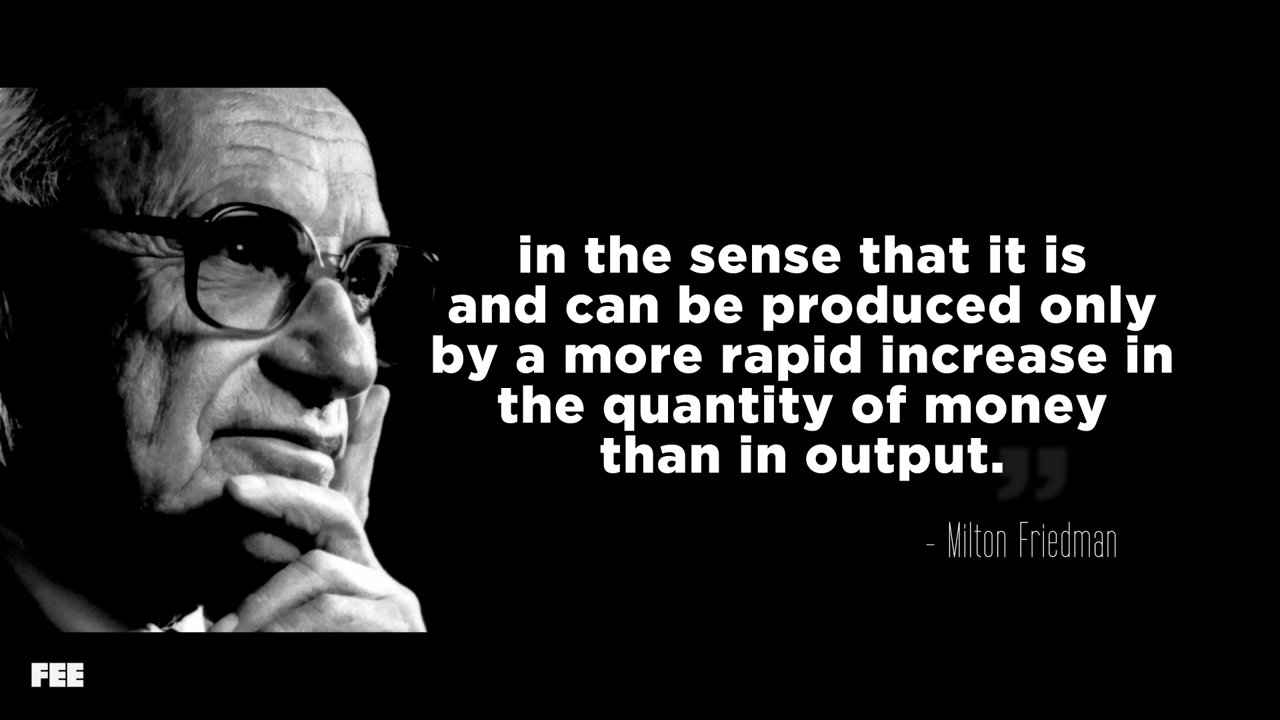 in the sense that it is
and can be produced only
by a more rapid increase in
the quantity of money
than in output.”
– Milton Friedman
FEE